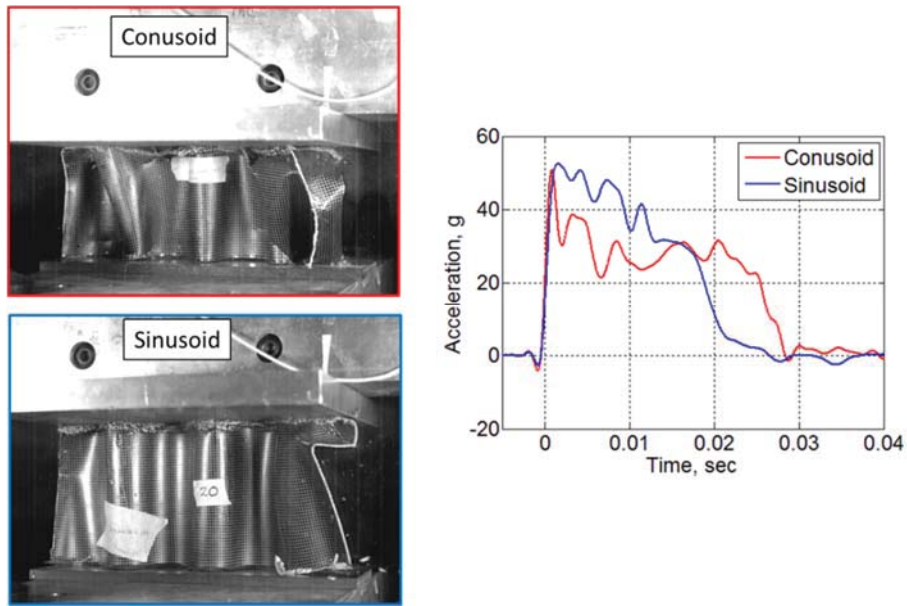 Conusoid
Sinusoid
20
60
40
20
0
-20
Acceleration, g
0
0.01
0.02
0.03
0.04
Time, sec
Conusoid
Sinusoid